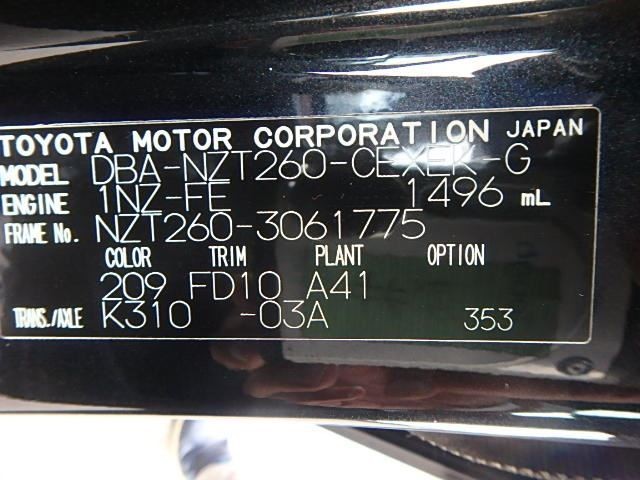 TOYOTA MOTOR CORPORATION JAPAN
MODEL DBA-NZT260-CEXEK-G
ENGINE 1NZ-FE 1496 mL
FRAME No. NZT260-3061775
COLOR TRIM PLANT OPTION
209 FD10 A41
TRANS./AXLE K310 -03A 353